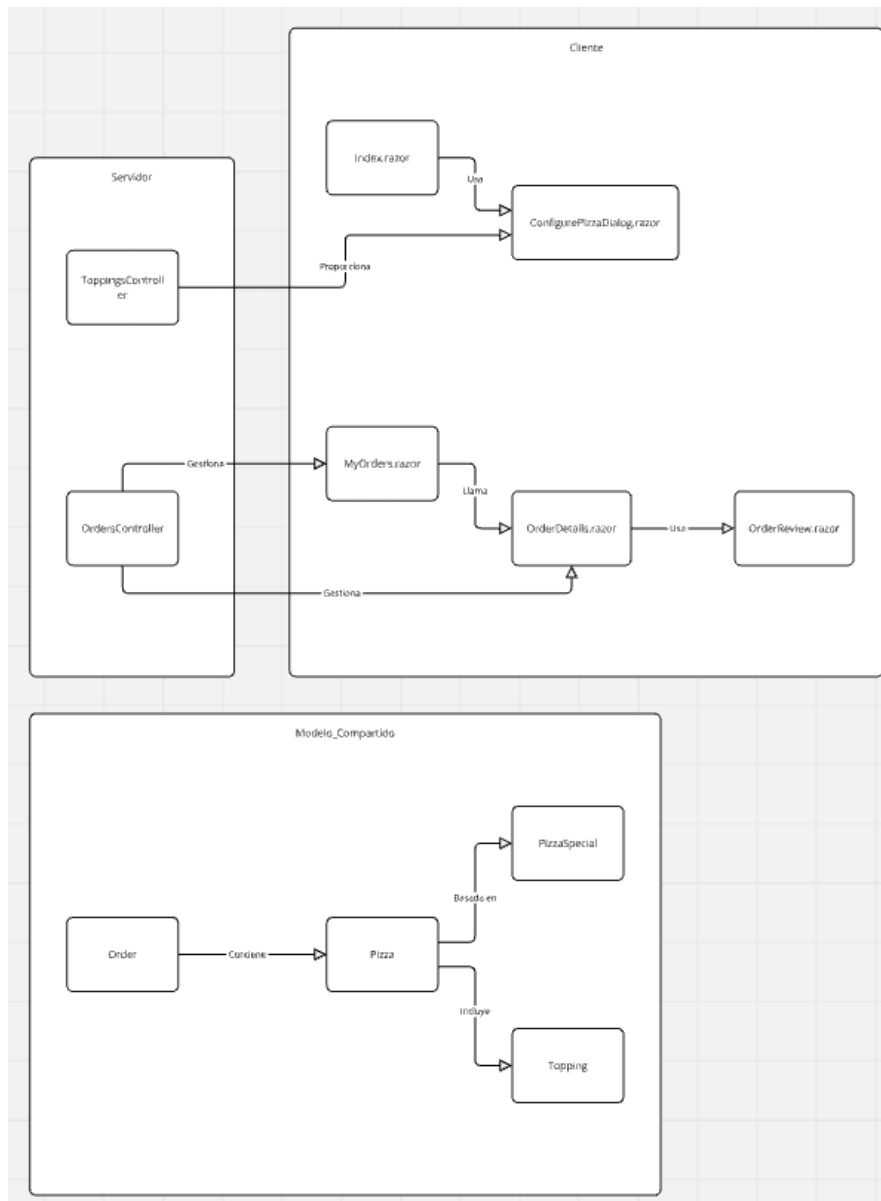 Cliente
Index.razor
Usa
ConfigurePizzaDialog.razor
Servidor
ToppingsControll
er
Proporciona
Gestiona
MyOrders.razor
Llama
OrdersController
OrderDetails.razor
Usa
OrderReview.razor
Gestiona
Modelo_Compartido
PizzaSpecial
Basada en
Order
Contiene
Pizza
Incluye
Topping